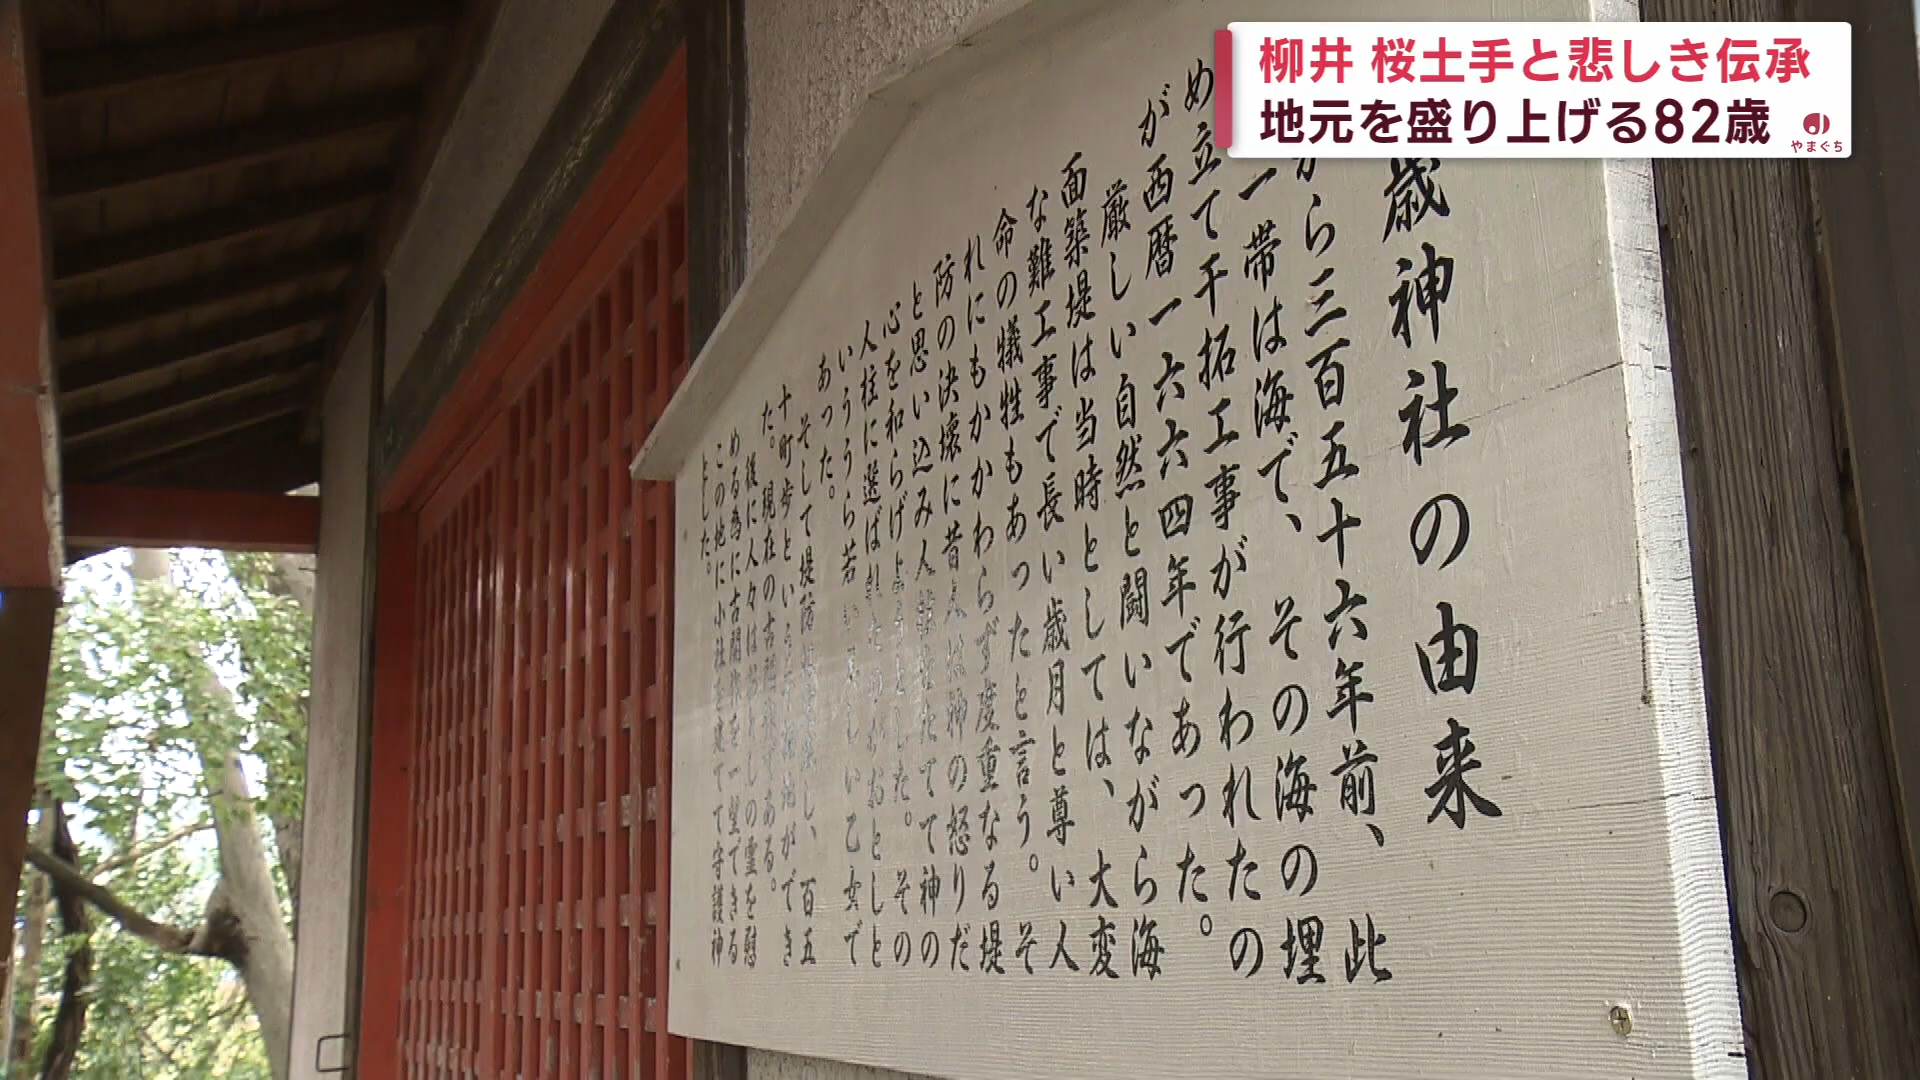 柳井 桜土手と悲しき伝承
地元を盛り上げる82歳
やまぐち
歳神社の由来
から三百五十六年前、此
一帯は海で、その海の埋
め立て干拓工事が行われたの
が西暦一六六四年であった。
厳しい自然と闘いながら海
面築堤は当時としては、大変
な難工事で長い歳月と尊い人
命の犠牲もあったと言う。そ
れにもかかわらず度重なる堤
防の決壊に昔人は神の怒りだ
と思い込み人柱をたてて神の
心を和らげようとした。その
人柱に選ばれたのがおとしと
いううら若い美しい乙女で
あった。
そして堤防は完成し、百五
十町歩という干拓地ができ
た。現在の古開作である。
後に人々はおとしの霊を慰
める為に古開作を一望できる
この地に小社を建てて守護神
とした。